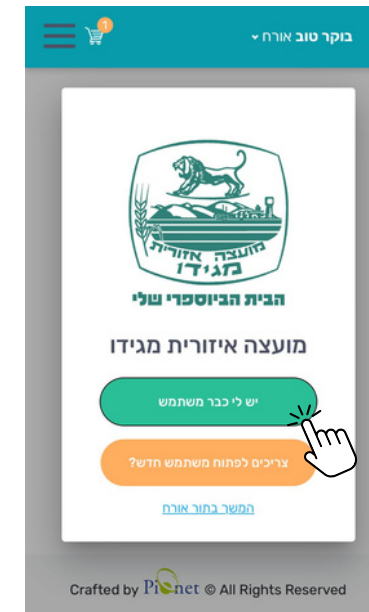 1
בוקר טוב אורח
מועצה אזורית
מגידו
הבית הביוספרי שלי
מועצה איזורית מגידו
יש לי כבר משתמש
צריכים לפתוח משתמש חדש?
המשך בתור אורח
Crafted by Pionet © All Rights Reserved